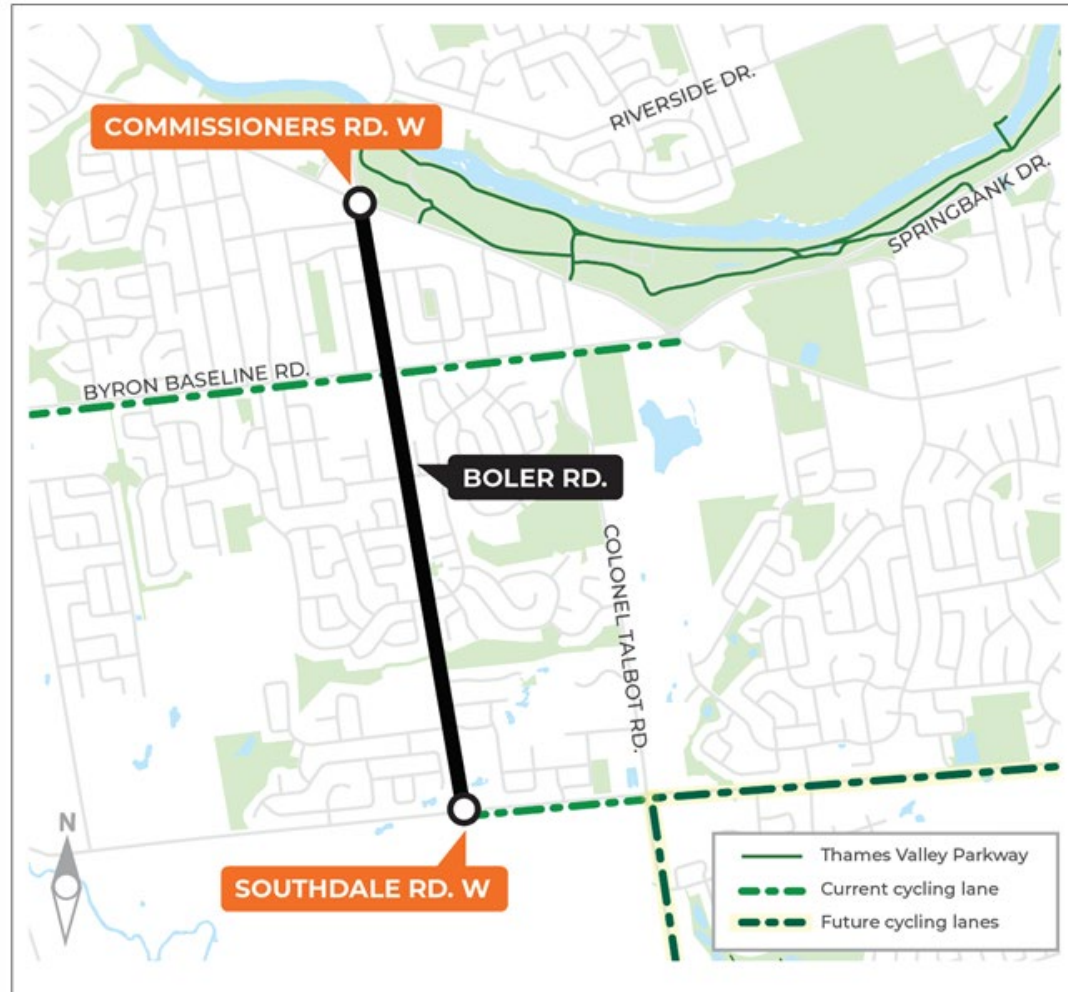 RIVERSIDE DR.
COMMISSIONERS RD. W
SPRINGBANK DR.
BYRON BASELINE RD.
BOLER RD.
COLONEL TALBOT RD.
N
SOUTHDALE RD. W
Thames Valley Parkway
Current cycling lane
Future cycling lanes